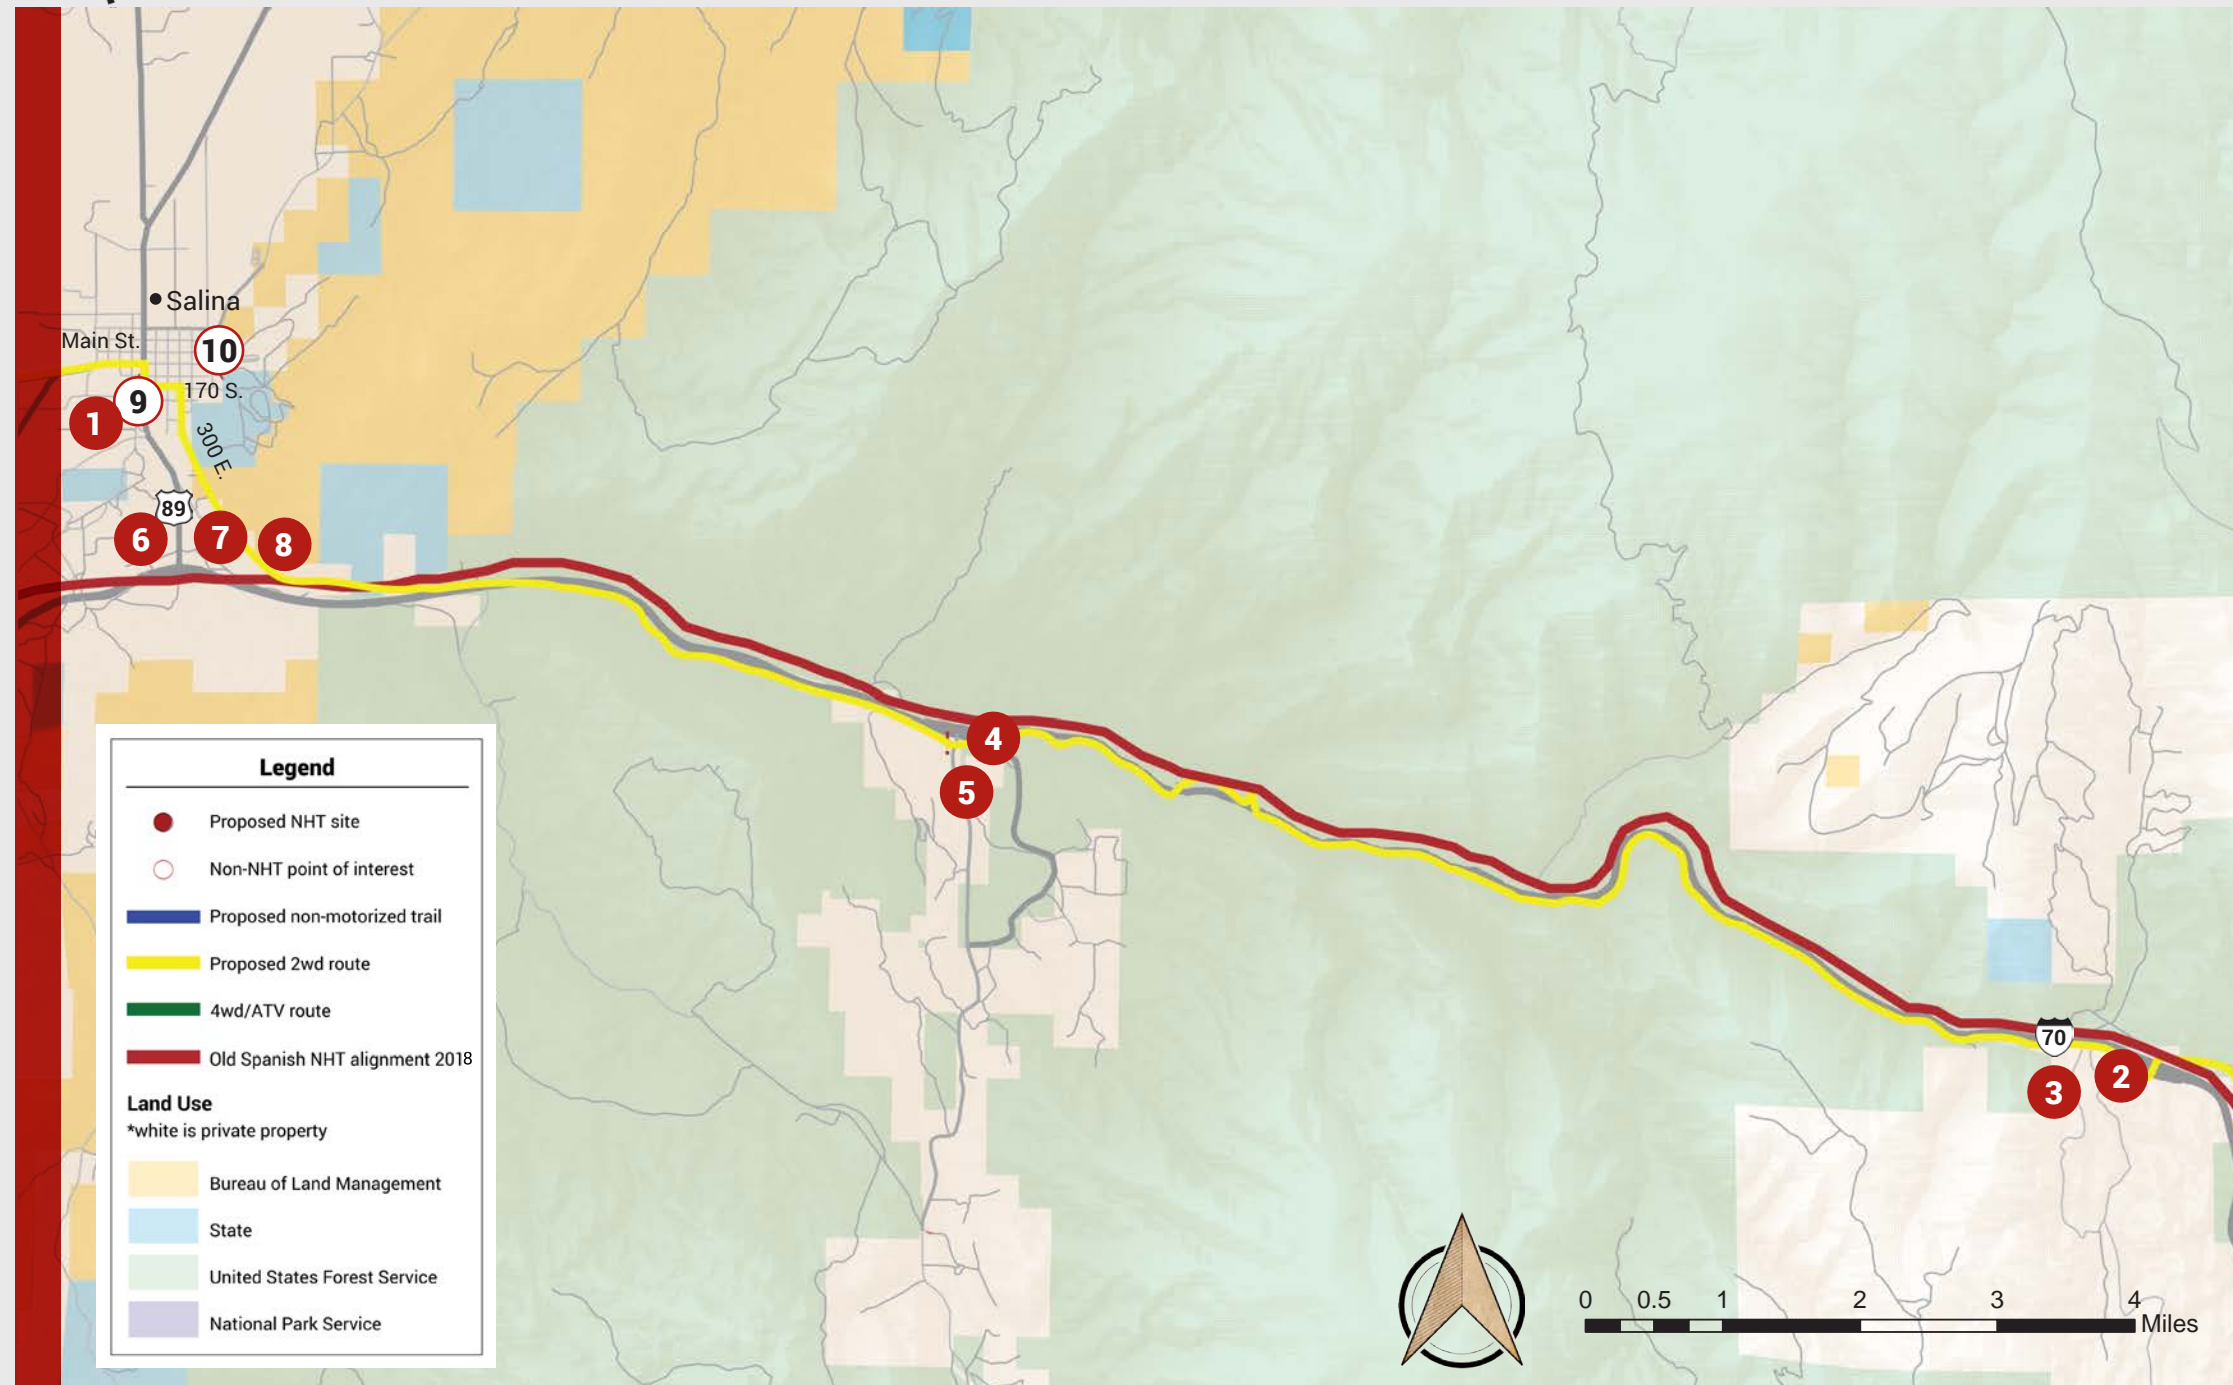 Salina
Main St.
10
170 S.
9
1
300 E.
89
6
7
8
4
5
70
2
3
Legend
Proposed NHT site
Non-NHT point of interest
Proposed non-motorized trail
Proposed 2wd route
4wd/ATV route
Old Spanish NHT alignment 2018
Land Use
*white is private property
Bureau of Land Management
State
United States Forest Service
National Park Service
0 0.5 1 2 3 4
Miles